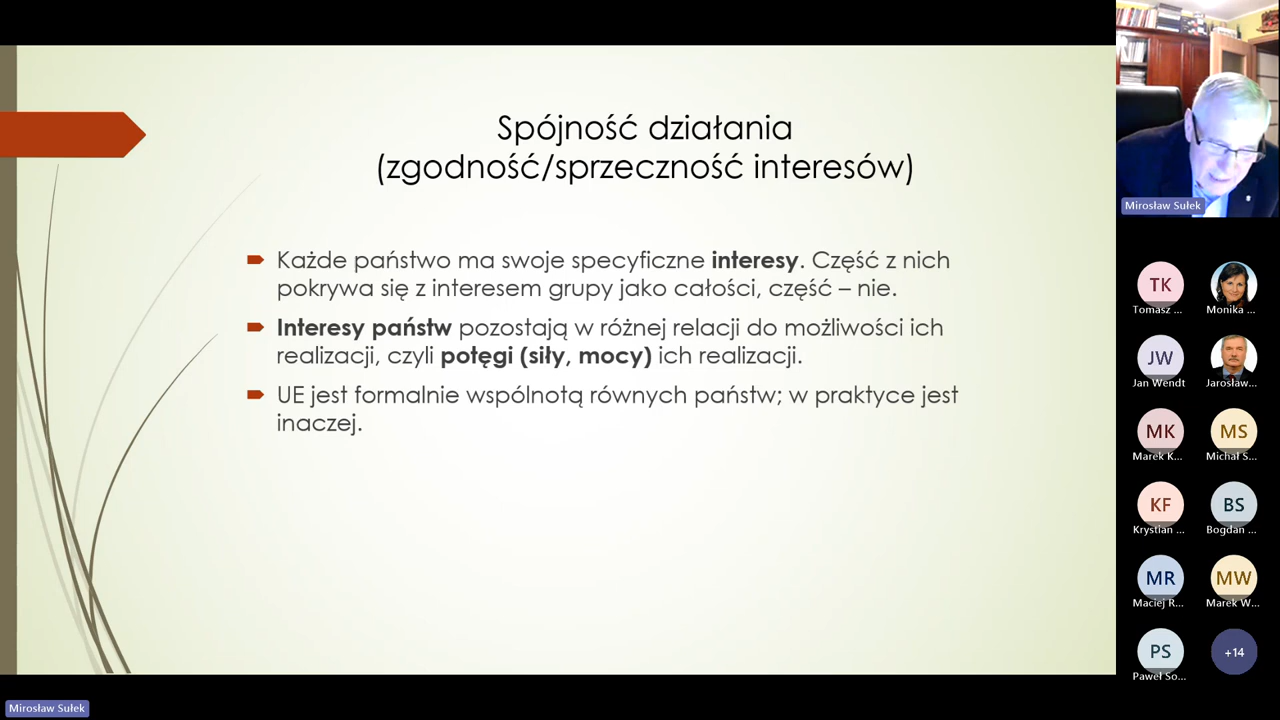 Spójność działania
(zgodność/sprzeczność interesów)
Każde państwo ma swoje specyficzne interesy. Część z nich
pokrywa się z interesem grupy jako całości, część – nie.
Interesy państw pozostają w różnej relacji do możliwości ich
realizacji, czyli potęgi (siły, mocy) ich realizacji.
UE jest formalnie wspólnotą równych państw; w praktyce jest
inaczej.
Mirosław Sułek
TK
Tomasz ...
Monika ...
JW
Jan Wendt
Jarosław...
MK
Marek K...
MS
Michał S...
KF
Krystian ...
BS
Bogdan ...
MR
Maciej R...
MW
Marek W...
PS
Paweł So...
+14
Mirosław Sułek